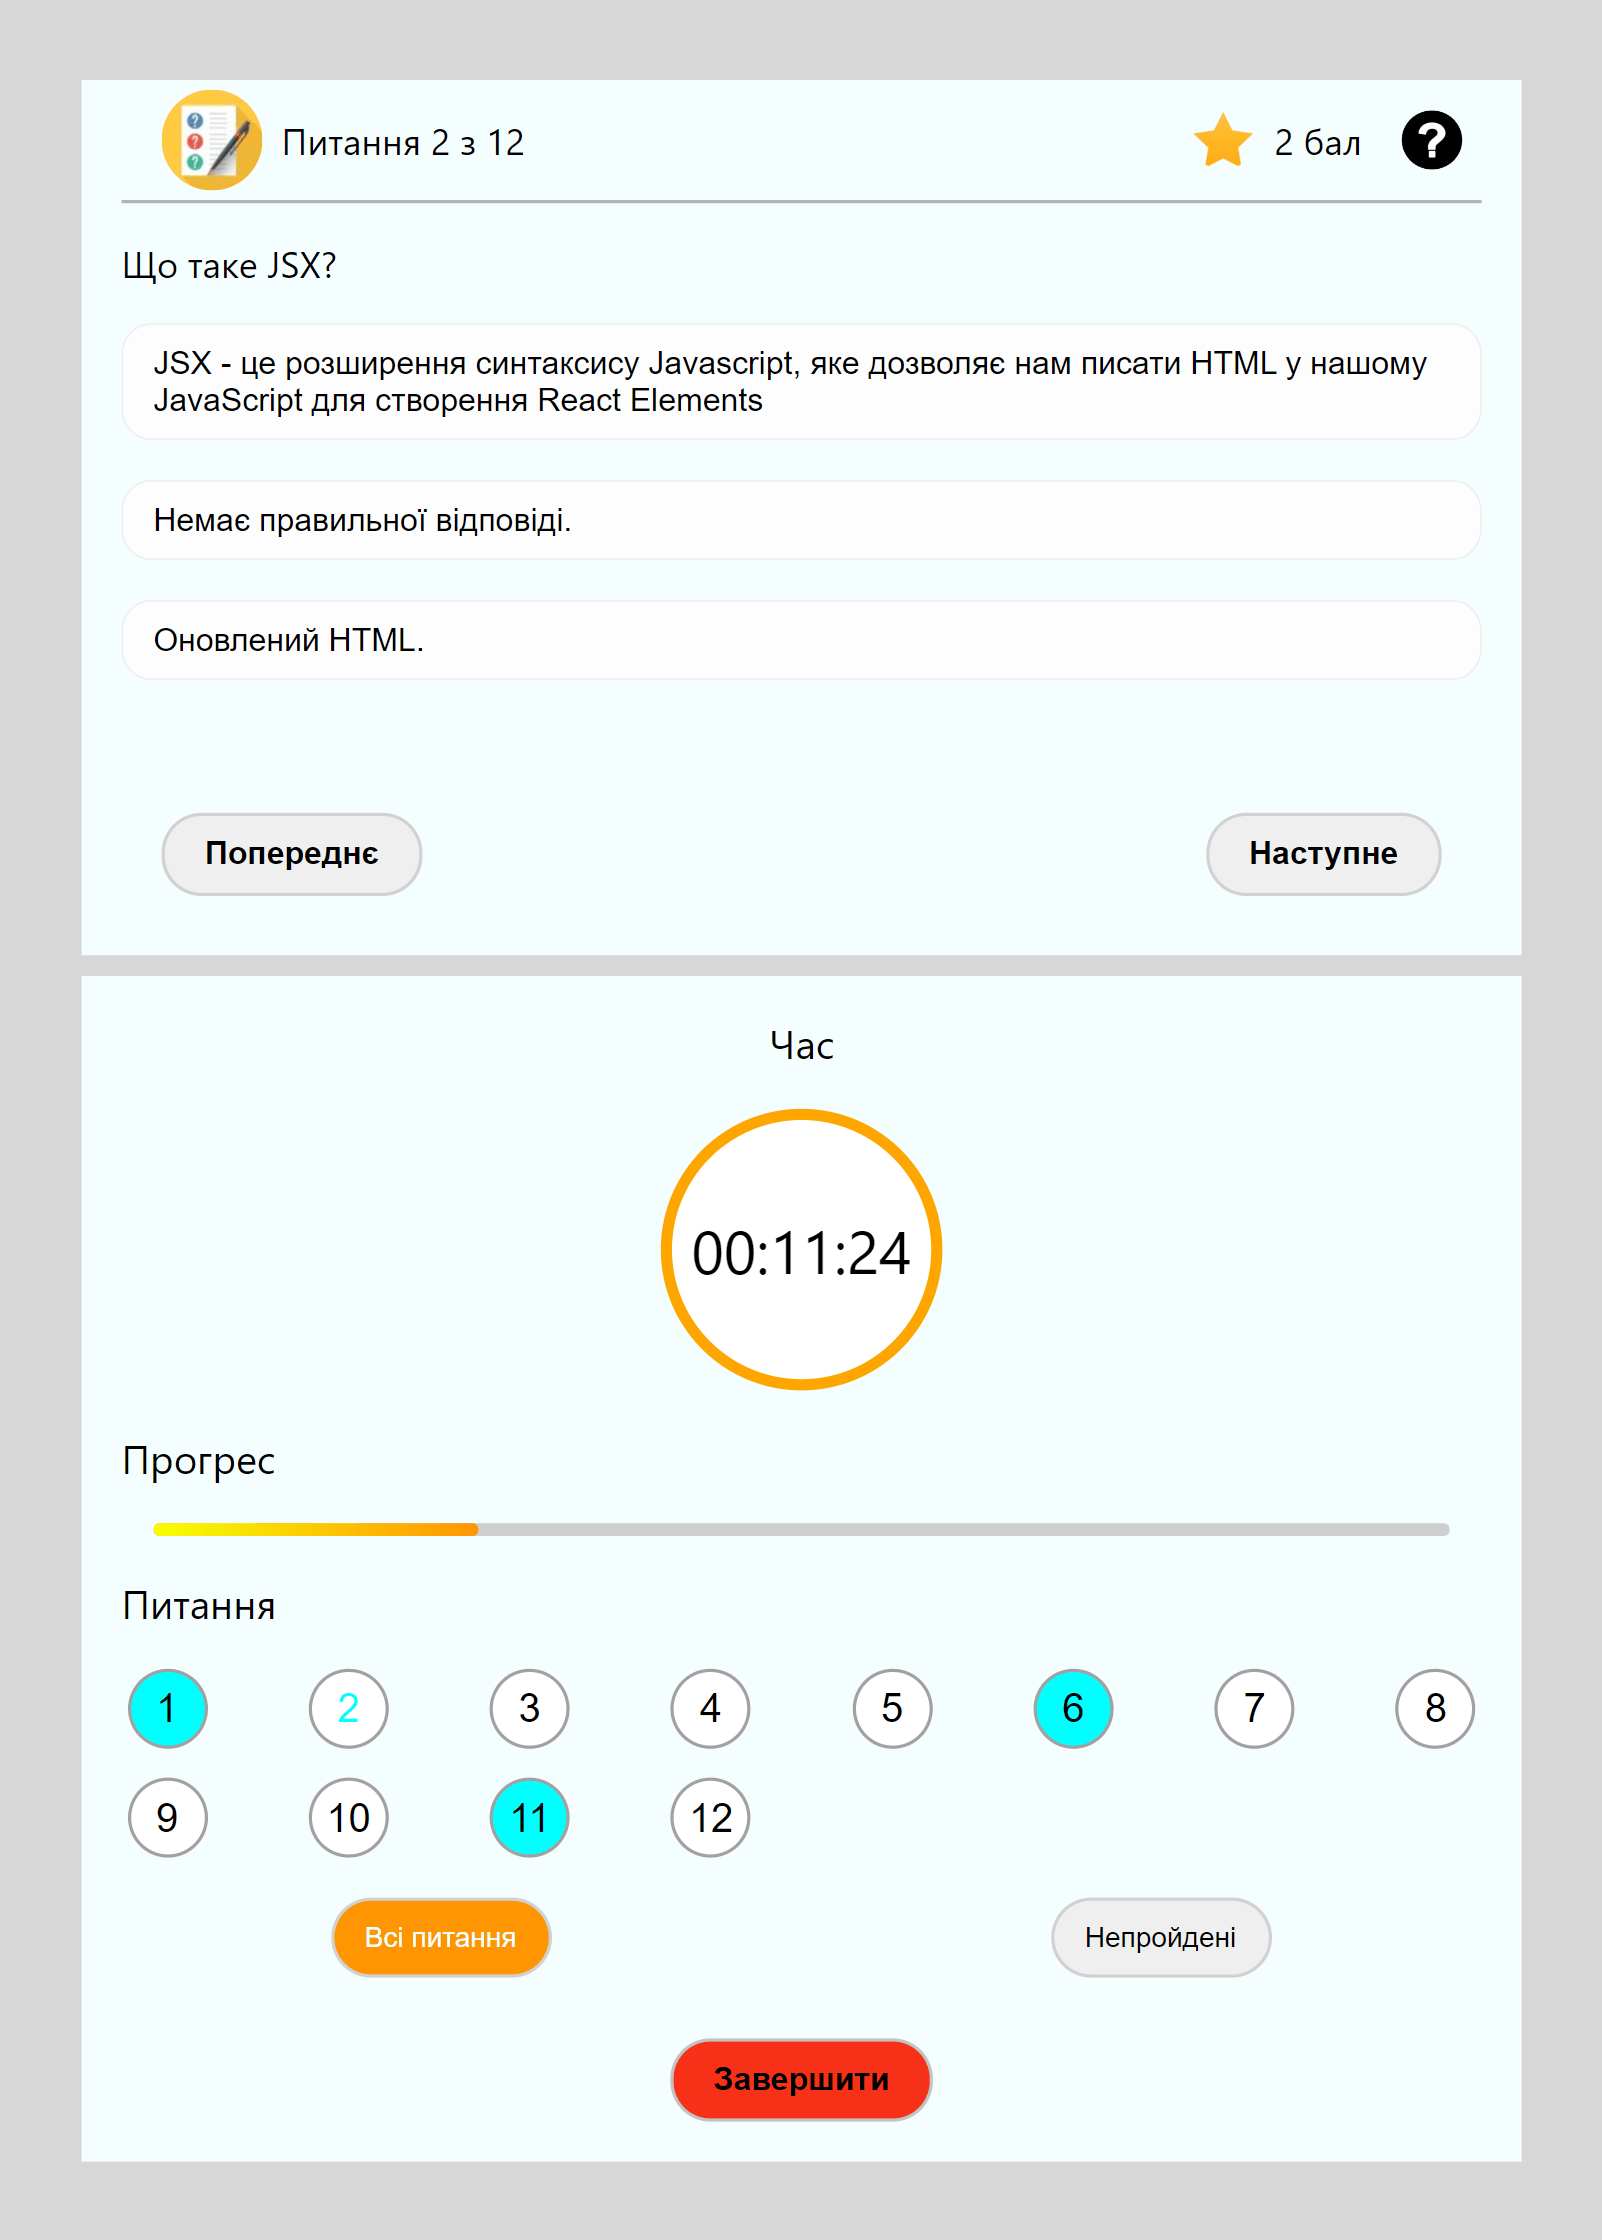 Питання 2 з 12
2 бал
?
Що таке JSX?
JSX - це розширення синтаксису Javascript, яке дозволяє нам писати HTML у нашому
JavaScript для створення React Elements
Немає правильної відповіді.
Оновлений HTML.
Попереднє
Наступне
Час
00:11:24
Прогрес
Питання
1 2 3 4 5 6 7 8
9 10 11 12
Всі питання
Непройдені
Завершити